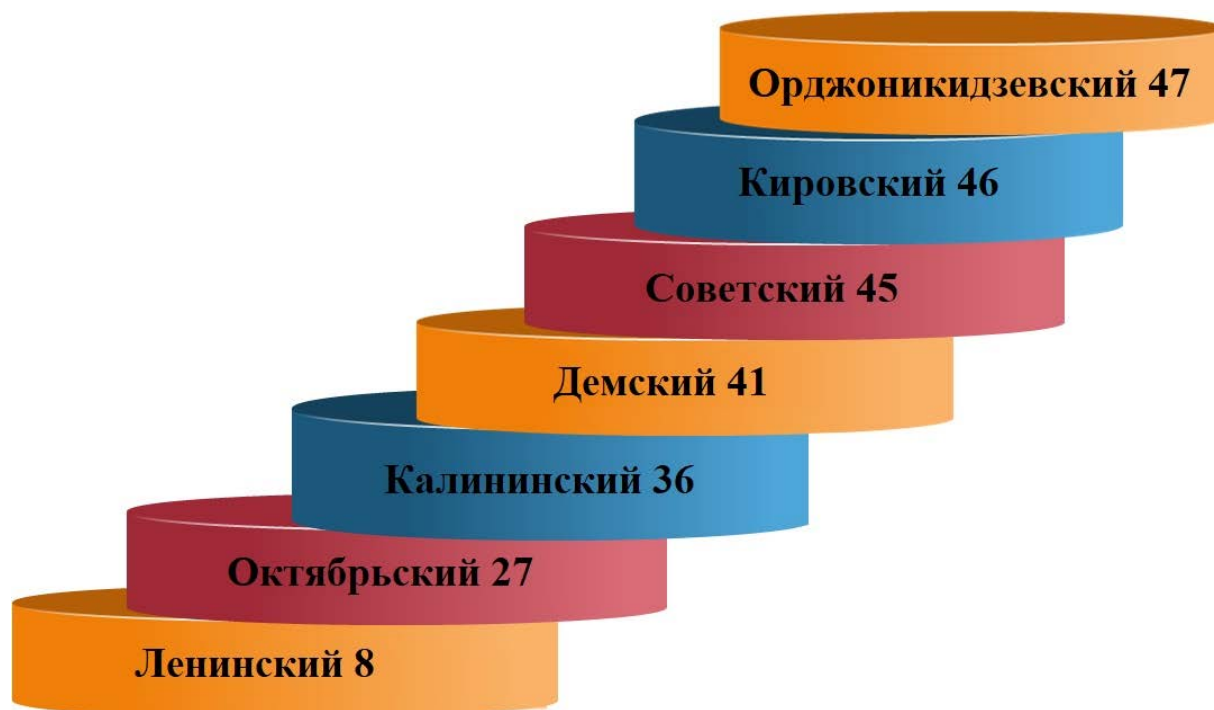 Орджоникидзевский 47
Кировский 46
Советский 45
Демский 41
Калининский 36
Октябрьский 27
Ленинский 8